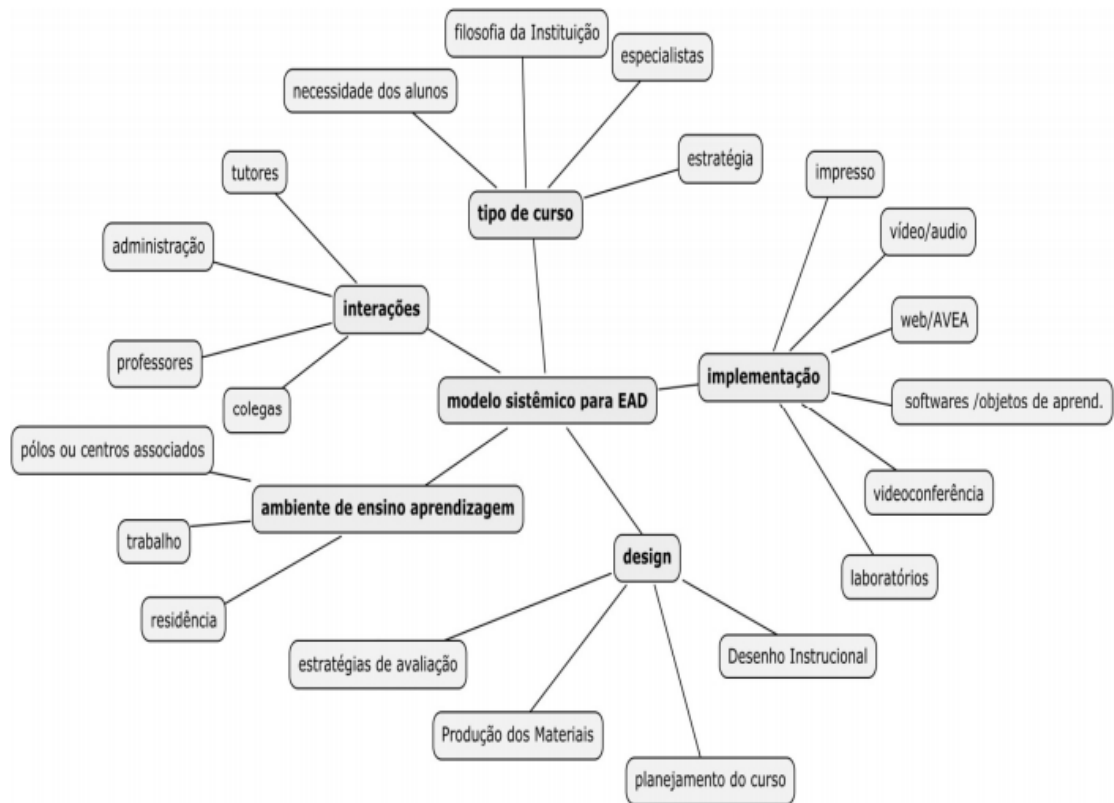 filosofia da Instituição
especialistas
necessidade dos alunos
estratégia
tutores
impresso
tipo de curso
vídeo/audio
administração
interações
web/AVEA
professores
implementação
colegas
modelo sistêmico para EAD
softwares /objetos de aprend.
pólos ou centros associados
videoconferência
ambiente de ensino aprendizagem
trabalho
design
laboratórios
residência
Desenho Instrucional
estratégias de avaliação
Produção dos Materiais
planejamento do curso